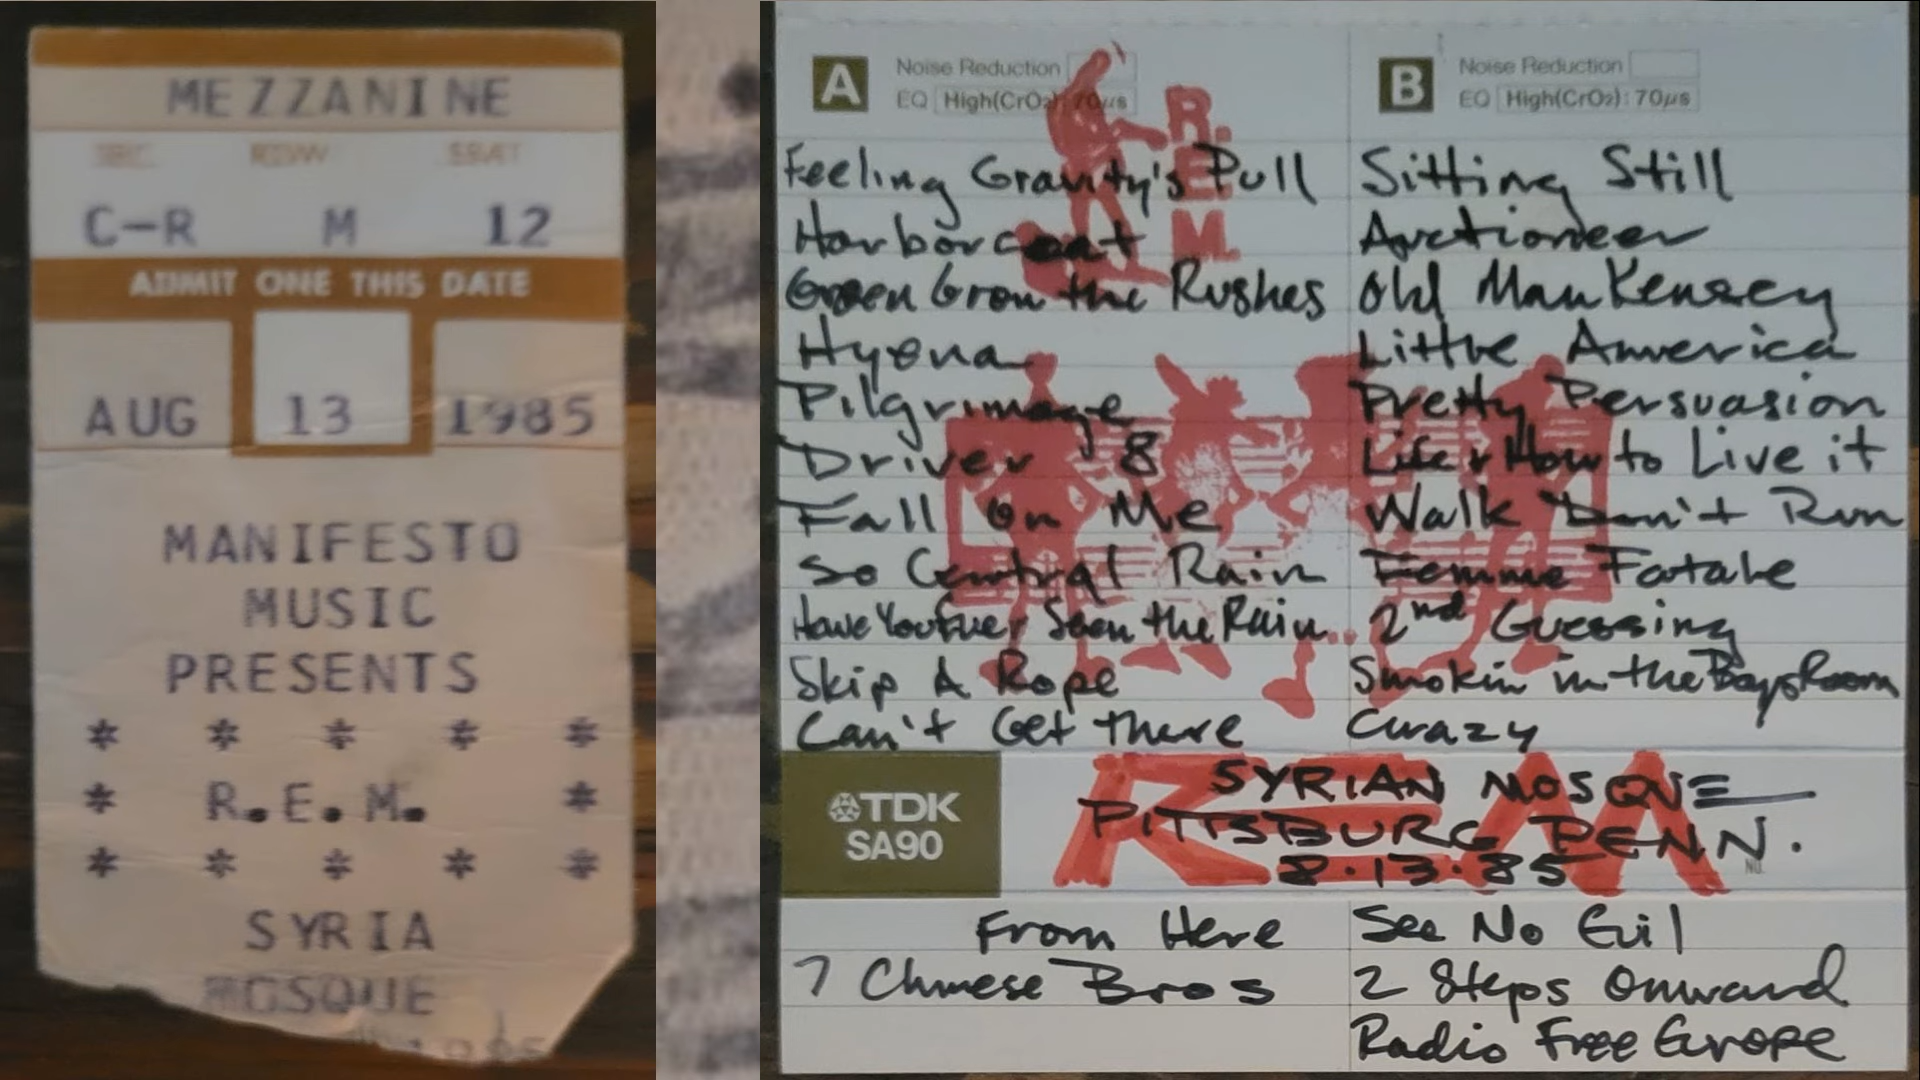 MEZZANINE
SEC. ROW SEAT
C-R M 12
ADMIT ONE THIS DATE
AUG 13 1985
MANIFESTO
MUSIC
PRESENTS
* * * * *
* R.E.M. *
* * * * *
SYRIA
MOSQUE
A Noise Reduction
EQ High(CrO2): 70µs
R.
E.
M.
Feeling Gravity's Pull
Harborcoat
Green Grow the Rushes
Hyena
Pilgrimage
Driver 8
Fall on Me
So Central Rain
Have You Ever Seen the Rain
Skip A Rope
Can't Get There
B Noise Reduction
EQ High(CrO2): 70µs
Sitting Still
Auctioneer
Old Man Kensey
Little America
Pretty Persuasion
Life & How to Live it
Walk Don't Run
Femme Fatale
2nd Guessing
Smokin in the Boys Room
Crazy
TDK
SA90
REM
SYRIAN MOSQUE
PITTSBURG PENN.
8.13.85
NO.
From Here
7 Chinese Bros
See No Evil
2 Steps Onward
Radio Free Europe